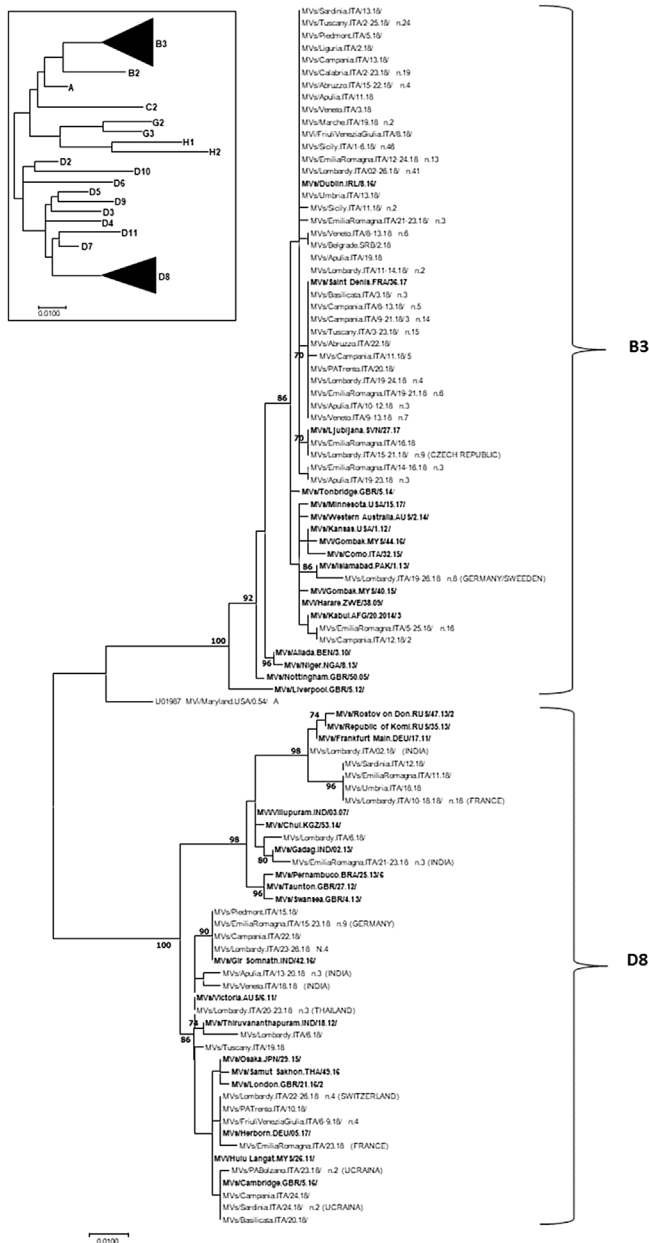 B3
B2
A
C2
G2
G3
H1
H2
D2
D10
D6
D5
D9
D3
D4
D11
D7
D8
0.0100
MVs/Sardinia.ITA/13.18/
MVs/Tuscany.ITA/2-25.18/ n.24
MVs/Piedmont.ITA/5.18/
MVs/Liguria.ITA/2.18/
MVs/Campania.ITA/13.18/
MVs/Calabria.ITA/2-23.18/ n.19
MVs/Abruzzo.ITA/15-22.18/ n.4
MVs/Apulia.ITA/11.18
MVs/Veneto.ITA/3.18/
MVs/Marche.ITA/19.18 n.2
MVi/FriuliVeneziaGiulia.ITA/8.18/
MVs/Sicily.ITA/1-6.18/ n.46
MVs/EmiliaRomagna.ITA/12-24.18 n.13
MVs/Lombardy.ITA/02-26.18/ n.41
MVs/Dublin.IRL/8.16/
MVs/Umbria.ITA/13.18/
MVs/Sicily.ITA/11.18/ n.2
MVs/EmiliaRomagna.ITA/21-23.18/ n.3
MVs/Veneto.ITA/8-13.18 n.6
MVs/Belgrade.SRB/2.18
MVs/Apulia.ITA/19.18
MVs/Lombardy.ITA/11-14.18/ n.2
MVs/Saint Denis.FRA/36.17
MVs/Basilicata.ITA/3.18/ n.3
MVs/Campania.ITA/8-13.18/ n.5
MVs/Campania.ITA/9-21.18/3 n.14
MVs/Tuscany.ITA/3-23.18/ n.15
MVs/Abruzzo.ITA/22.18/
70
MVs/Campania.ITA/11.18/5
MVs/PATrento.ITA/20.18/
MVs/Lombardy.ITA/19-24.18 n.4
MVs/EmiliaRomagna.ITA/19-21.18 n.6
MVs/Apulia.ITA/10-12.18 n.3
MVs/Veneto.ITA/9-13.18 n.7
86
MVs/Ljubljana.SVN/27.17
70
MVs/EmiliaRomagna.ITA/16.18
MVs/Lombardy.ITA/15-21.18/ n.9 (CZECH REPUBLIC)
MVs/EmiliaRomagna.ITA/14-16.18 n.3
MVs/Apulia.ITA/19-23.18 n.3
MVs/Tonbridge.GBR/5.14/
MVs/Minnesota.USA/15.17/
MVs/Western Australia.AUS/2.14/
MVs/Kansas.USA/1.12/
MVi/Gombak.MYS/44.16/
MVs/Como.ITA/32.15/
86
MVs/Islamabad.PAK/1.13/
MVs/Lombardy.ITA/19-26.18 n.8 (GERMANY/SWEEDEN)
MVi/Gombak.MYS/40.15/
MVi/Harare.ZWE/38.09/
MVs/Kabul.AFG/20.2014/3
MVs/EmiliaRomagna.ITA/5-25.18/ n.16
MVs/Campania.ITA/12.18/2
92
100
MVs/Allada.BEN/3.10/
96
MVs/Niger.NGA/8.13/
MVs/Nottingham.GBR/50.05/
MVs/Liverpool.GBR/5.12/
B3
U01987 MVi/Maryland.USA/0.54/ A
74
MVs/Rostov on Don.RUS/47.13/2
MVs/Republic of Komi.RUS/35.13/
MVs/Frankfurt Main.DEU/17.11/
98
MVs/Lombardy.ITA/02.18/ (INDIA)
MVs/Sardinia.ITA/12.18/
MVs/EmiliaRomagna.ITA/11.18/
96
MVs/Umbria.ITA/18.18
MVs/Lombardy.ITA/10-18.18/ n.18 (FRANCE)
MVi/Villupuram.IND/03.07/
MVs/Chui.KGZ/53.14/
98
MVs/Lombardy.ITA/6.18/
MVs/Gadag.IND/02.13/
80
MVs/EmiliaRomagna.ITA/21-23.18 n.3 (INDIA)
MVs/Pernambuco.BRA/25.13/6
MVs/Taunton.GBR/27.12/
96
MVs/Swansea.GBR/4.13/
100
MVs/Piedmont.ITA/15.18/
MVs/EmiliaRomagna.ITA/15-23.18 n.9 (GERMANY)
90
MVs/Campania.ITA/22.18/
MVs/Lombardy.ITA/23-26.18 N.4
MVs/Gir Somnath.IND/42.16/
MVs/Apulia.ITA/13-20.18 n.3 (INDIA)
MVs/Veneto.ITA/18.18 (INDIA)
MVs/Victoria.AUS/6.11/
MVs/Lombardy.ITA/20-23.18 n.3 (THAILAND)
74
MVs/Thiruvananthapuram.IND/18.12/
MVs/Lombardy.ITA/6.18/
86
MVs/Tuscany.ITA/19.18
MVs/Osaka.JPN/29.15/
MVs/Samut Sakhon.THA/49.16
MVs/London.GBR/21.16/2
MVs/Lombardy.ITA/22-26.18 n.4 (SWITZERLAND)
MVs/PATrento.ITA/10.18/
MVs/FriuliVeneziaGiulia.ITA/6-9.18/ n.4
MVs/Herborn.DEU/05.17/
MVs/EmiliaRomagna.ITA/23.18 (FRANCE)
MVi/Hulu Langat.MYS/26.11/
MVs/PABolzano.ITA/23.18/ n.2 (UCRAINA)
MVs/Cambridge.GBR/5.16/
MVs/Campania.ITA/24.18/
MVs/Sardinia.ITA/24.18/ n.2 (UCRAINA)
MVs/Basilicata.ITA/20.18/
D8
0.0100